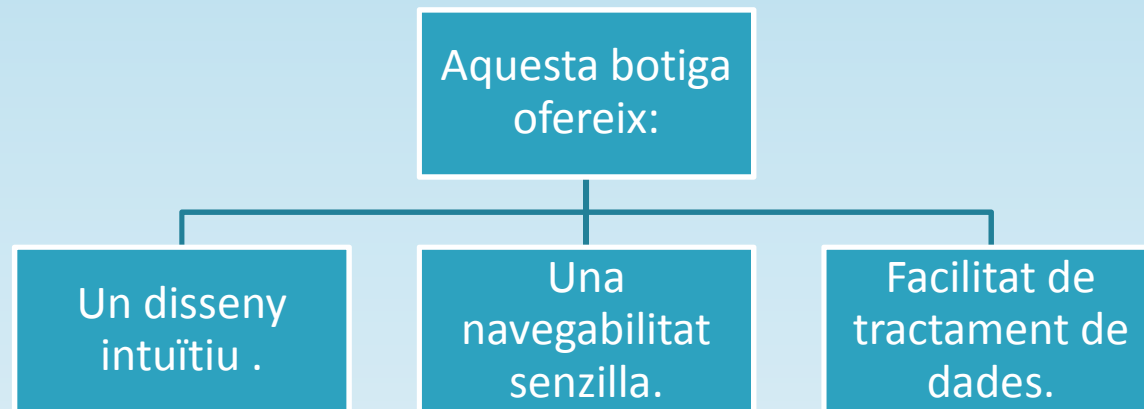 Aquesta botiga
ofereix:
Un disseny
intuïtiu .
Una
navegabilitat
senzilla.
Facilitat de
tractament de
dades.